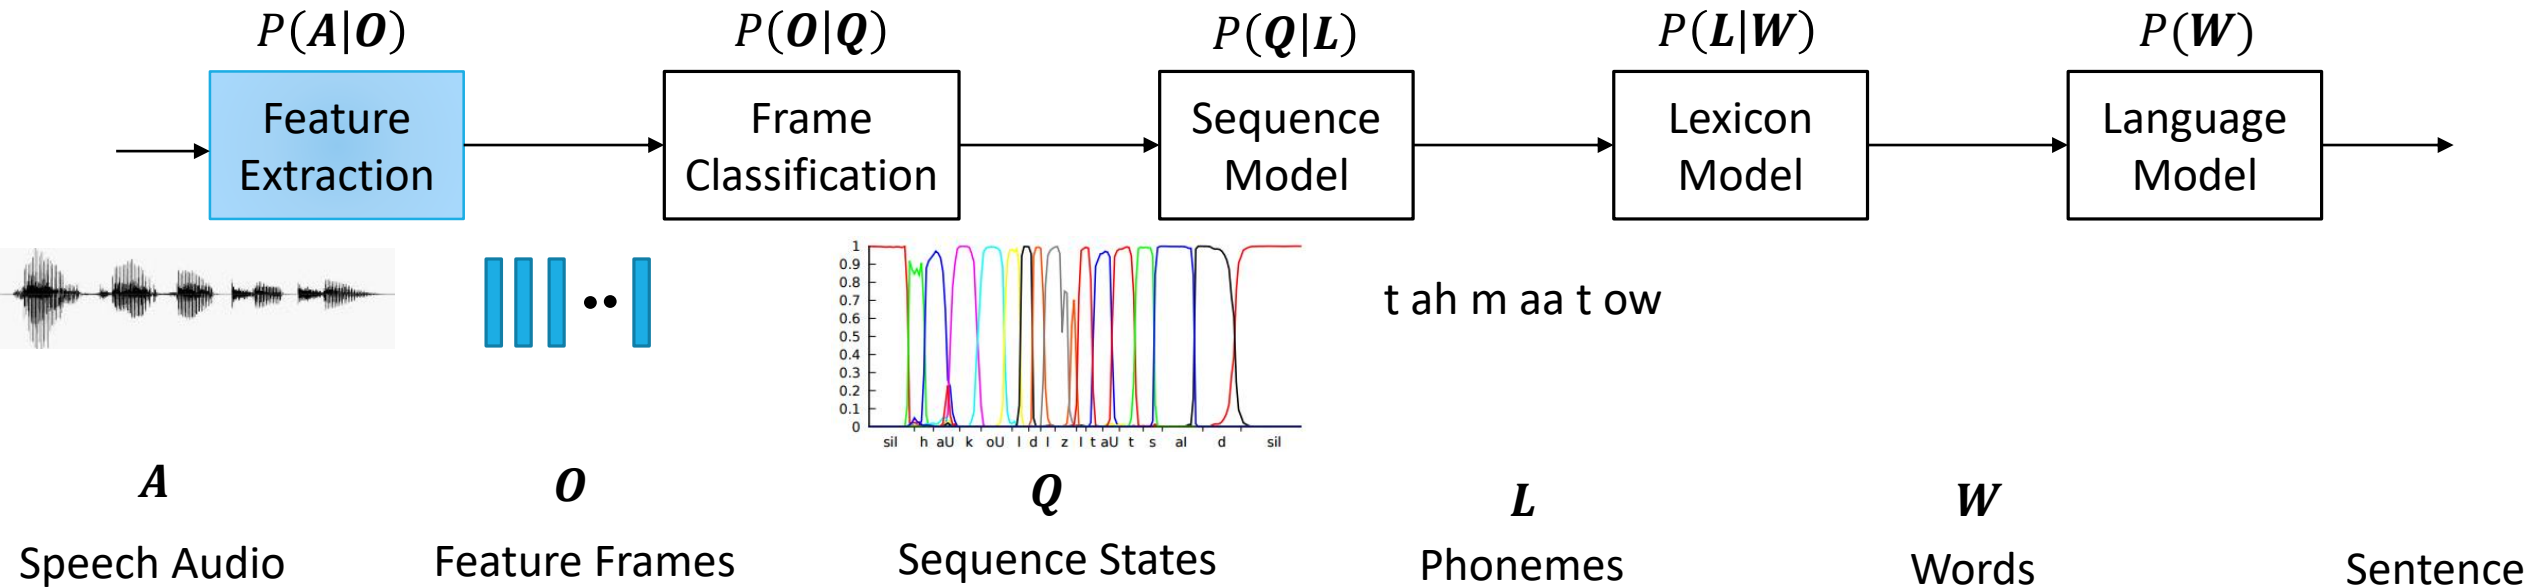 P(A|O)
P(O|Q)
P(Q|L)
P(L|W)
P(W)
Feature
Extraction
Frame
Classification
Sequence
Model
Lexicon
Model
Language
Model
1
0.9
0.8
0.7
0.6
0.5
0.4
0.3
0.2
0.1
0
sil h aU k oU l d I z I t aU t s aI d sil
t ah m aa t ow
A
O
Q
L
W
Speech Audio
Feature Frames
Sequence States
Phonemes
Words
Sentence